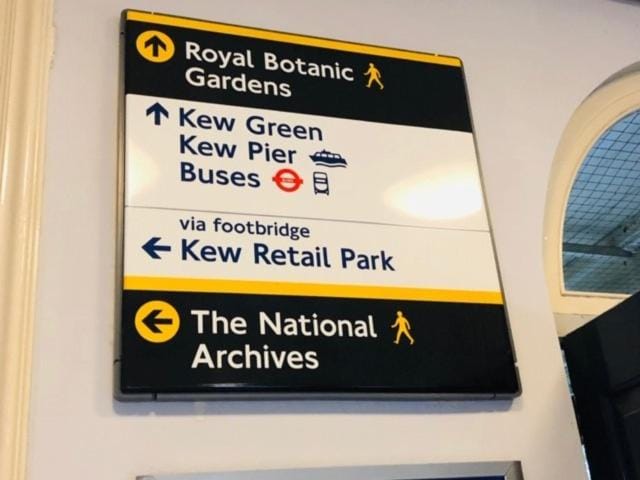 Royal Botanic
Gardens
Kew Green
Kew Pier
Buses
via footbridge
Kew Retail Park
The National
Archives